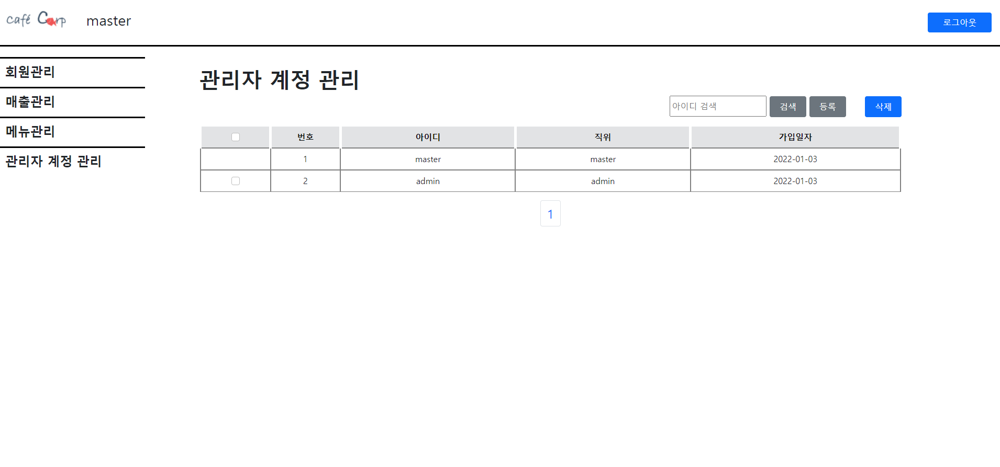 café Carp master 로그아웃
회원관리
매출관리
메뉴관리
관리자 계정 관리
관리자 계정 관리
아이디 검색 검색 등록 삭제
번호 아이디 직위 가입일자
1 master master 2022-01-03
2 admin admin 2022-01-03
1